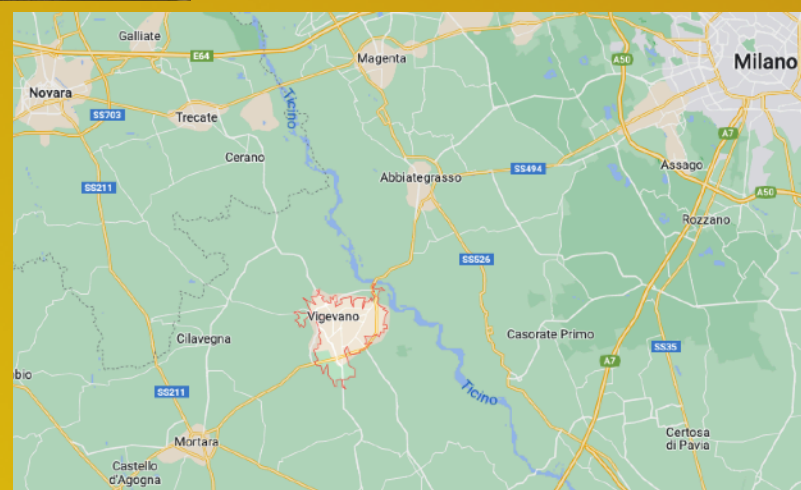 Galliate
E64
Magenta
A50
Milano
Novara
Ticino
SS703
Trecate
A7
Cerano
Abbiategrasso
SS494
Assago
SS211
A50
Rozzano
SS526
Vigevano
Cilavegna
Casorate Primo
SS35
A7
bio
SS211
Ticino
Mortara
Certosa
di Pavia
Castello
d'Agogna